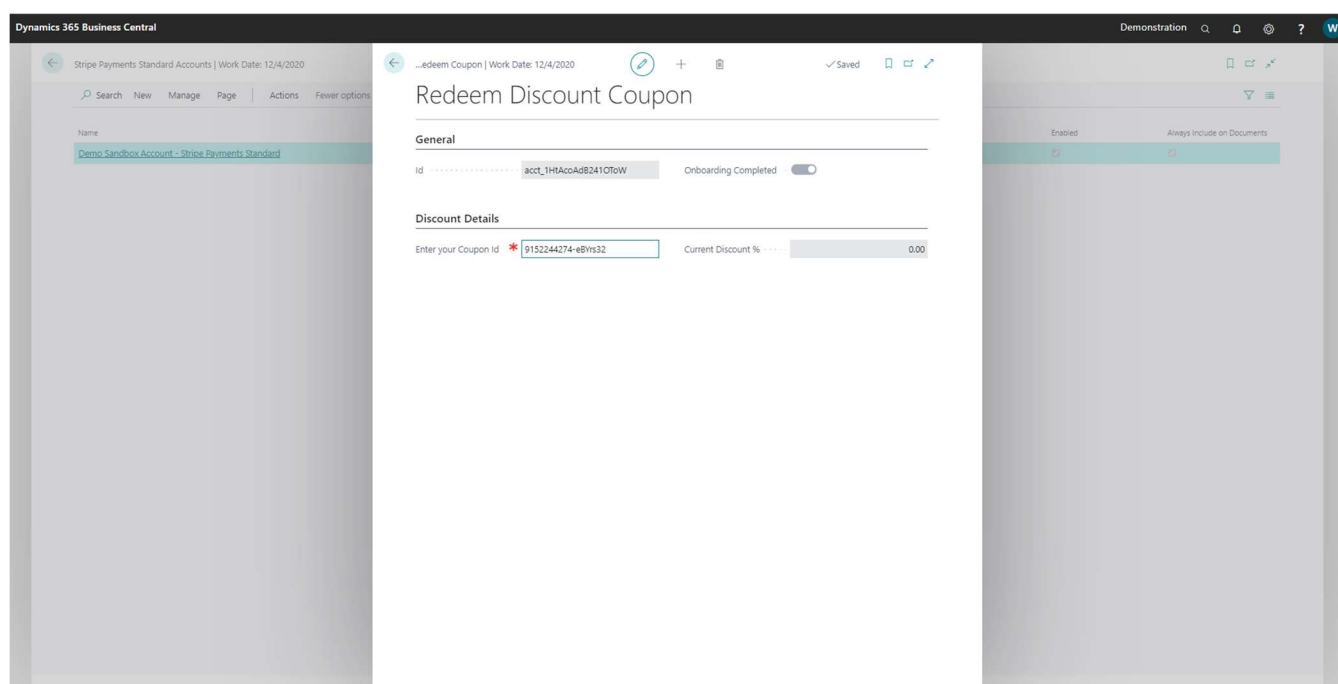 Dynamics 365 Business Central
Demonstration
?
W
Stripe Payments Standard Accounts | Work Date: 12/4/2020
...edeem Coupon | Work Date: 12/4/2020
Saved
Search New Manage Page Actions Fewer options
Redeem Discount Coupon
Name
Enabled
Always Include on Documents
Demo Sandbox Account - Stripe Payments Standard
General
Id acct_1HtAcoAdB241OToW Onboarding Completed
Discount Details
Enter your Coupon Id * 9152244274-eBYrs32 Current Discount % 0.00